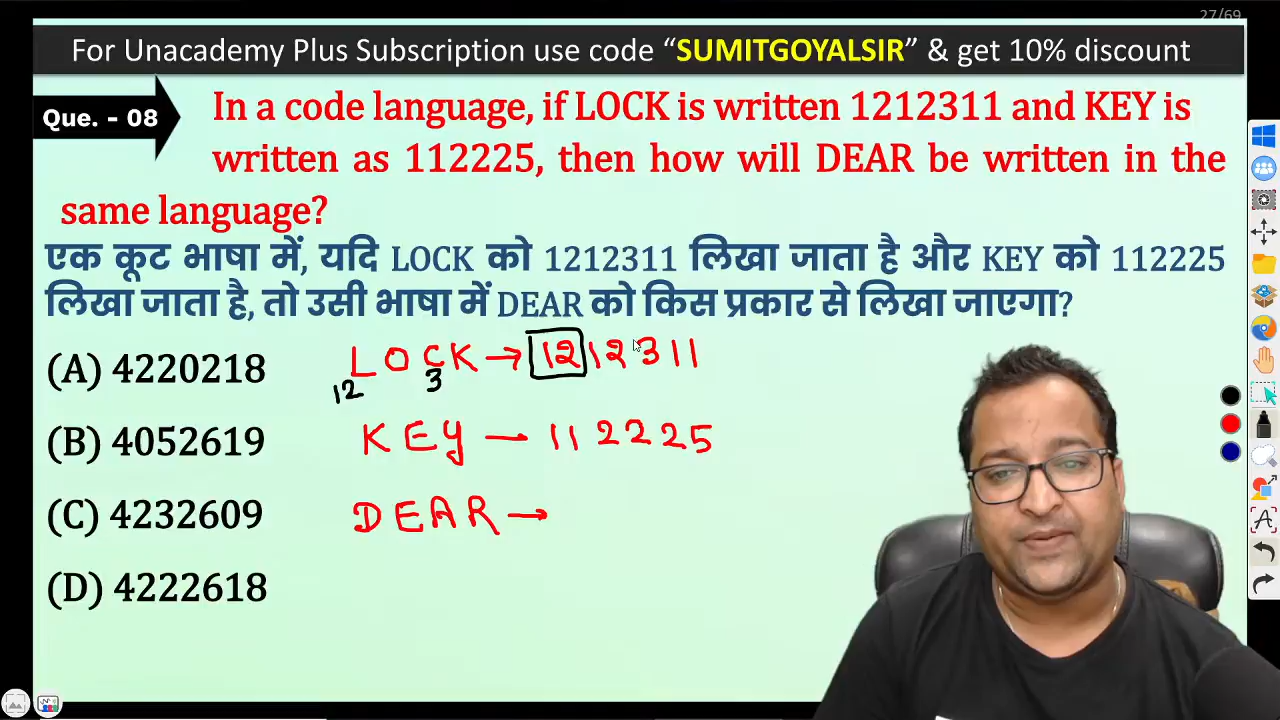 27/69
For Unacademy Plus Subscription use code “SUMITGOYALSIR” & get 10% discount
Que. - 08
In a code language, if LOCK is written 1212311 and KEY is
written as 112225, then how will DEAR be written in the
same language?
एक कूट भाषा में, यदि LOCK को 1212311 लिखा जाता है और KEY को 112225
लिखा जाता है, तो उसी भाषा में DEAR को किस प्रकार से लिखा जाएगा?
(A) 4220218
LOCK → 1212311
12 3
(B) 4052619
KEY → 112225
(C) 4232609
DEAR →
(D) 4222618